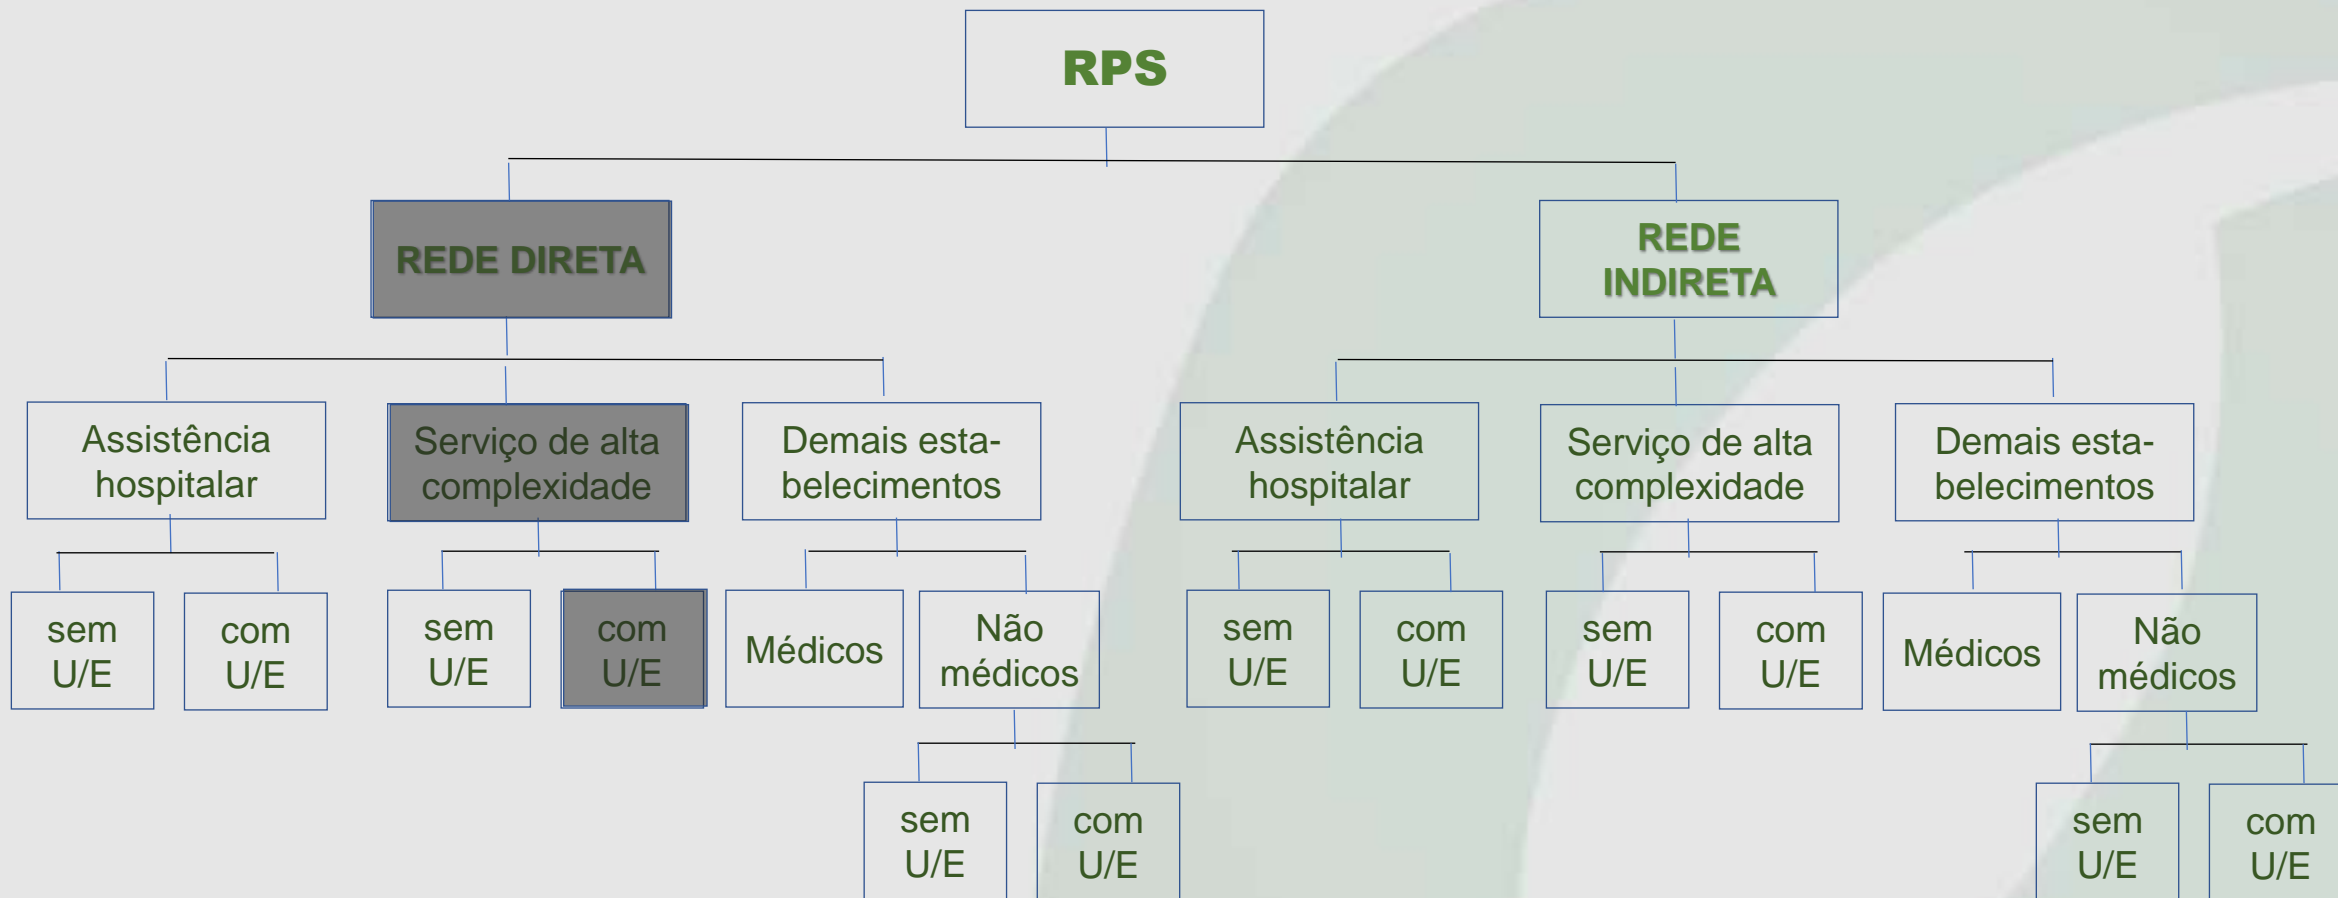 RPS
REDE DIRETA
REDE
INDIRETA
Assistência
hospitalar
Serviço de alta
complexidade
Demais esta-
belecimentos
Assistência
hospitalar
Serviço de alta
complexidade
Demais esta-
belecimentos
sem
U/E
com
U/E
sem
U/E
com
U/E
Médicos
Não
médicos
sem
U/E
com
U/E
sem
U/E
com
U/E
Médicos
Não
médicos
sem
U/E
com
U/E
sem
U/E
com
U/E